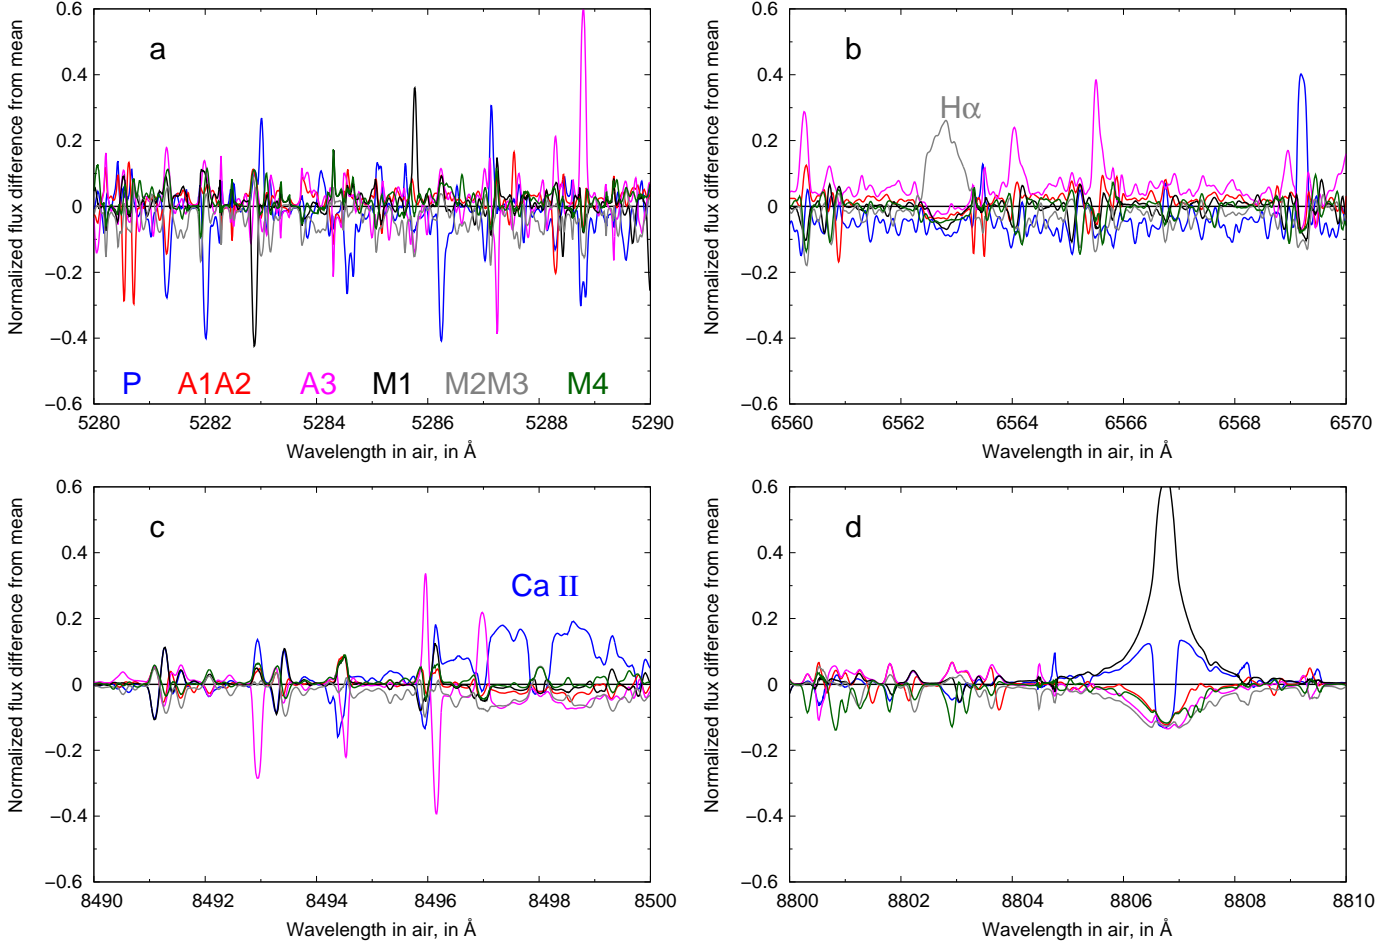 a
Normalized flux difference from mean
0.6
0.4
0.2
0
−0.2
−0.4
−0.6
P A1A2 A3 M1 M2M3 M4
5280 5282 5284 5286 5288 5290
Wavelength in air, in Å
b
Hα
Normalized flux difference from mean
0.6
0.4
0.2
0
−0.2
−0.4
−0.6
6560 6562 6564 6566 6568 6570
Wavelength in air, in Å
c
Ca II
Normalized flux difference from mean
0.6
0.4
0.2
0
−0.2
−0.4
−0.6
8490 8492 8494 8496 8498 8500
Wavelength in air, in Å
d
Normalized flux difference from mean
0.6
0.4
0.2
0
−0.2
−0.4
−0.6
8800 8802 8804 8806 8808 8810
Wavelength in air, in Å